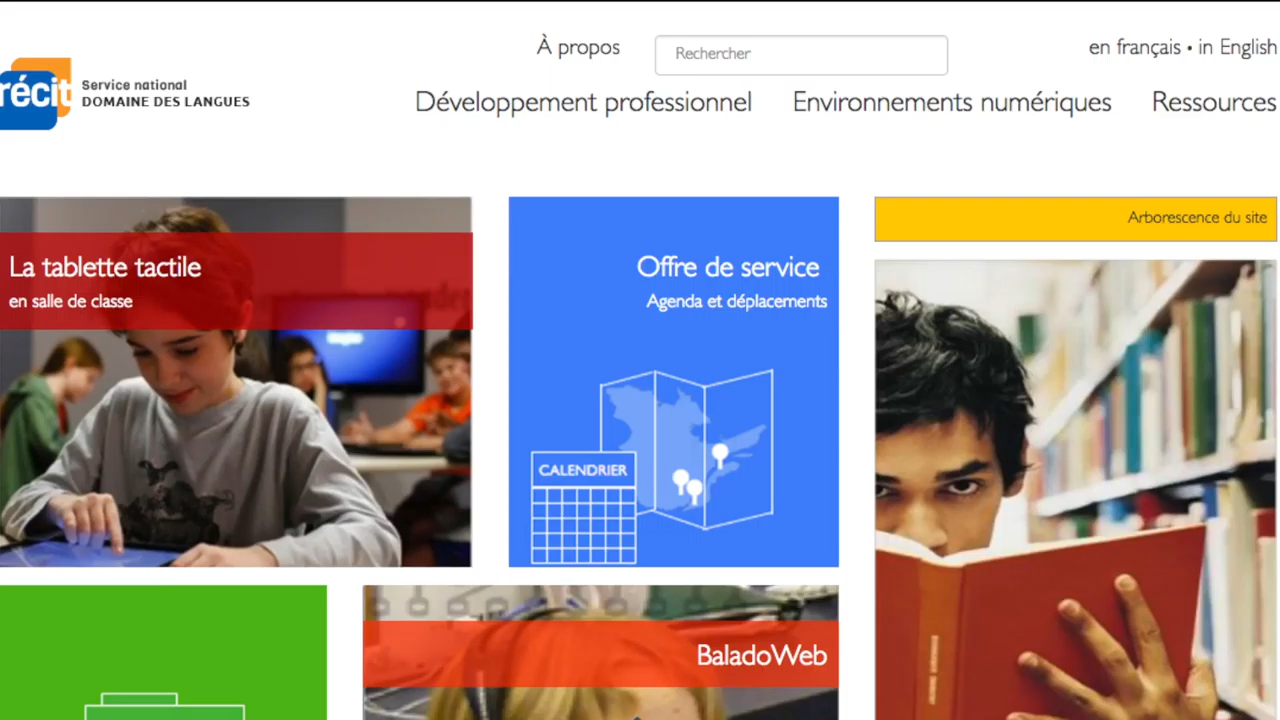 À propos
Rechercher
en français • in English
récit
Service national
DOMAINE DES LANGUES
Développement professionnel
Environnements numériques
Ressources
La tablette tactile
en salle de classe
Offre de service
Agenda et déplacements
CALENDRIER
Arborescence du site
BaladoWeb